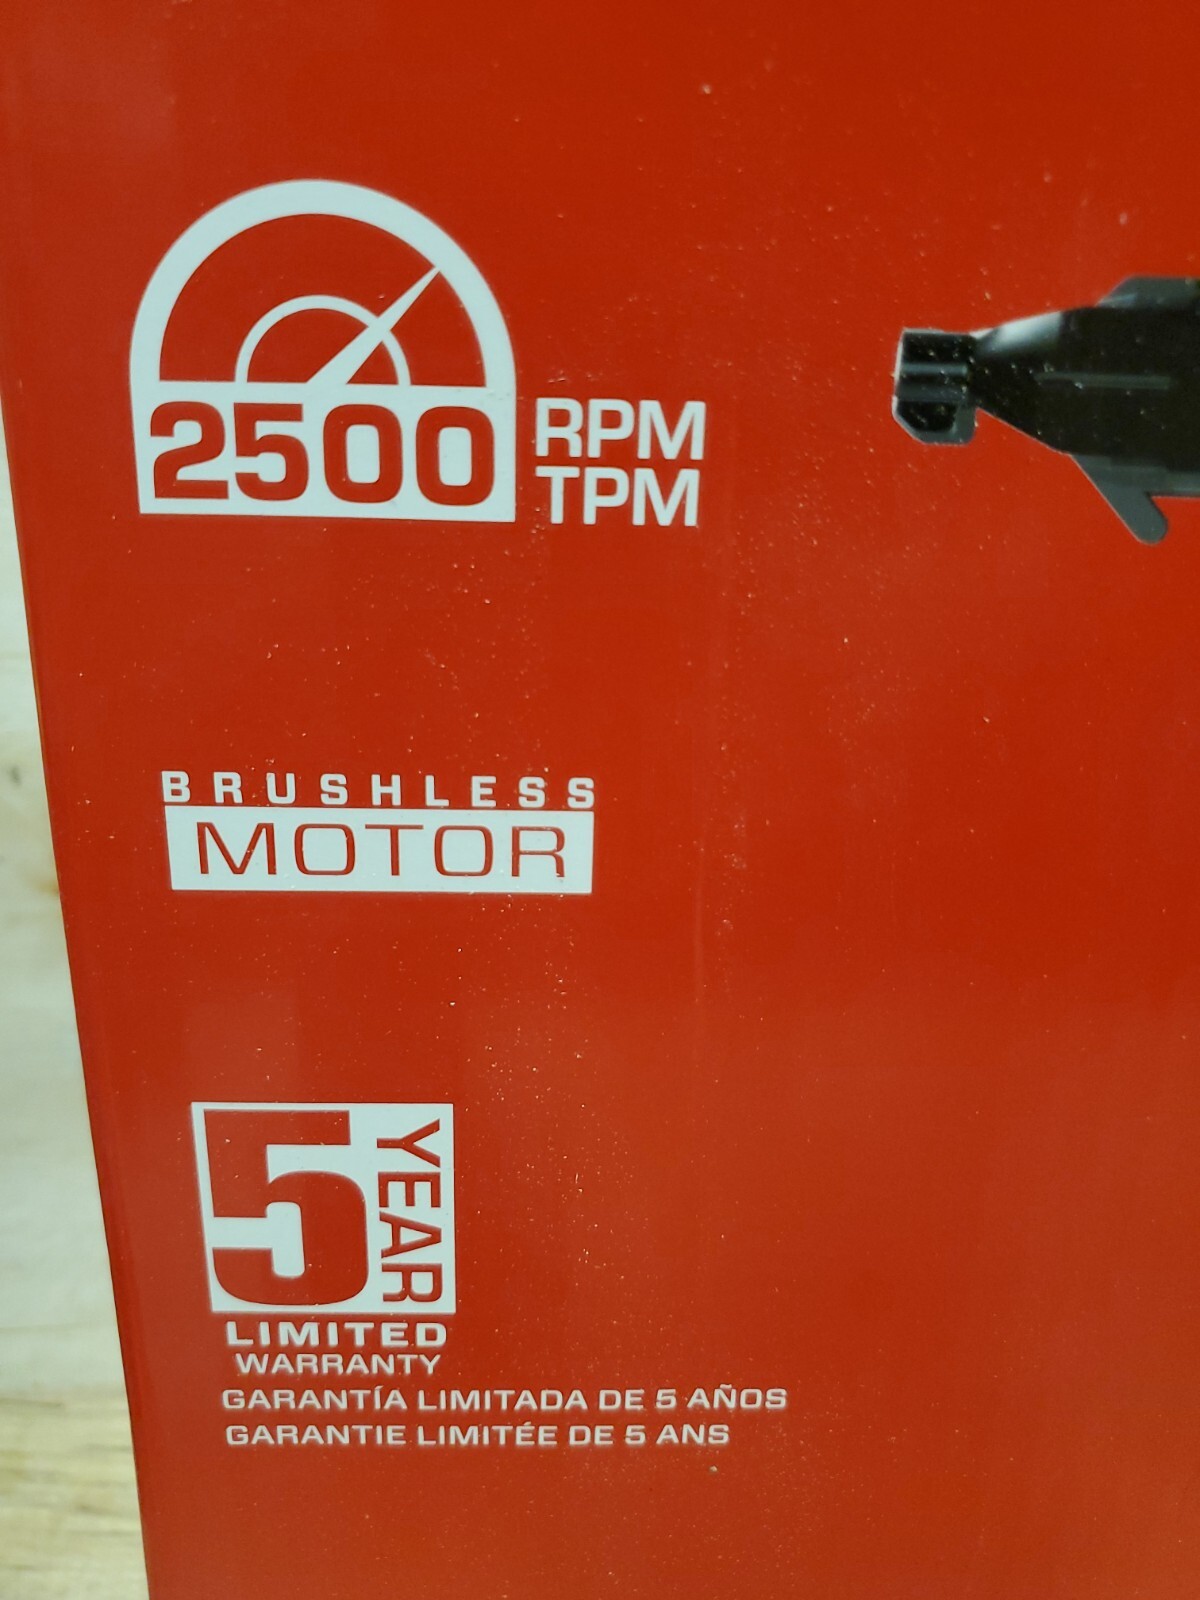 2500 RPM
TPM
BRUSHLESS
MOTOR
5 YEAR
LIMITED
WARRANTY
GARANTÍA LIMITADA DE 5 AÑOS
GARANTIE LIMITÉE DE 5 ANS